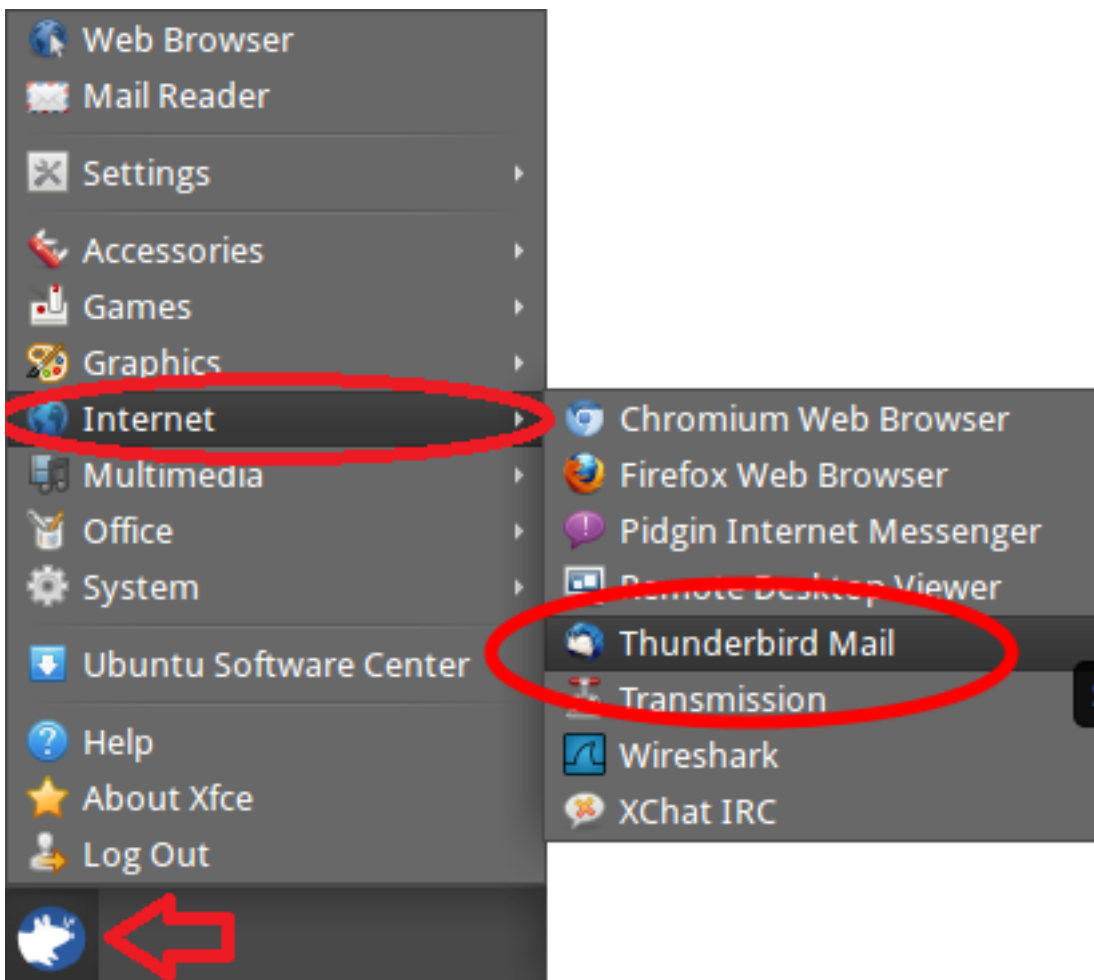 Web Browser
Mail Reader
Settings
Accessories
Games
Graphics
Internet
Multimedia
Office
System
Ubuntu Software Center
Help
About Xfce
Log Out
Chromium Web Browser
Firefox Web Browser
Pidgin Internet Messenger
Remote Desktop Viewer
Thunderbird Mail
Transmission
Wireshark
XChat IRC